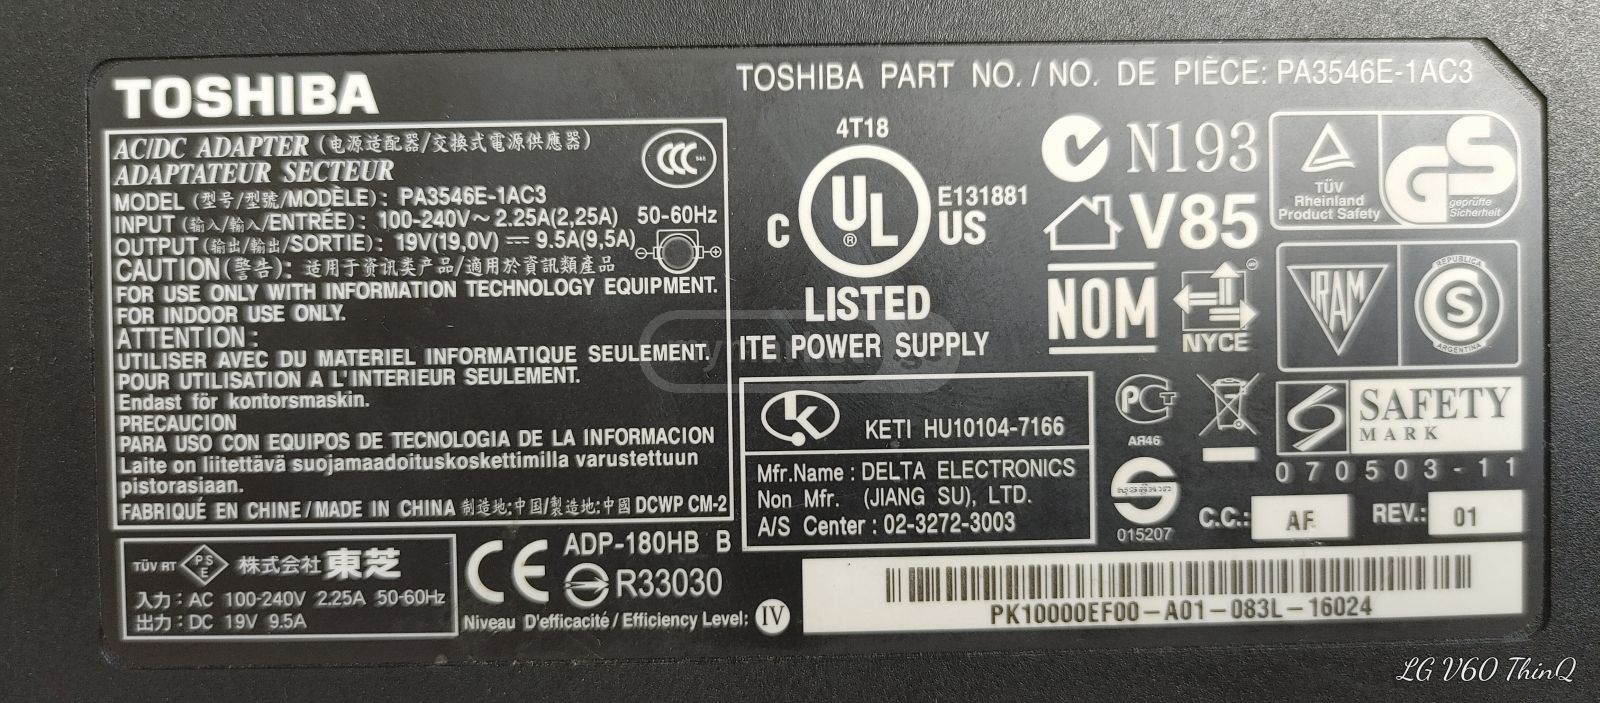 TOSHIBA
TOSHIBA PART NO. / NO. DE PIÈCE: PA3546E-1AC3
AC/DC ADAPTER (电源适配器/交換式電源供應器)
ADAPTATEUR SECTEUR
MODEL (型号/型號/MODÈLE): PA3546E-1AC3
INPUT (输入/輸入/ENTRÉE): 100-240V～ 2.25A(2,25A) 50-60Hz
OUTPUT (输出/輸出/SORTIE): 19V(19,0V) ⎓ 9.5A(9,5A)
CAUTION (警告): 适用于资讯类产品/適用於資訊類產品
FOR USE ONLY WITH INFORMATION TECHNOLOGY EQUIPMENT.
FOR INDOOR USE ONLY.
ATTENTION :
UTILISER AVEC DU MATERIEL INFORMATIQUE SEULEMENT.
POUR UTILISATION A L'INTERIEUR SEULEMENT.
Endast för kontorsmaskin.
PRECAUCION
PARA USO CON EQUIPOS DE TECNOLOGIA DE LA INFORMACION
Laite on liitettävä suojamaadoituskoskettimilla varustettuun
pistorasiaan.
FABRIQUÉ EN CHINE / MADE IN CHINA 制造地:中国/製造地:中國 DCWP CM-2
TÜV RT PSE 株式会社 東芝
入力 : AC 100-240V 2.25A 50-60Hz
出力 : DC 19V 9.5A
CE
ADP-180HB B
R33030
Niveau D'efficacité / Efficiency Level: IV
4T18
C UL ® US
E131881
LISTED
ITE POWER SUPPLY
KETI HU10104-7166
Mfr.Name : DELTA ELECTRONICS
Non Mfr. (JIANG SU), LTD.
A/S Center : 02-3272-3003
N193
V85
NOM
NYCE
TÜV
Rheinland
Product Safety
GS
geprüfte
Sicherheit
IRAM
REPUBLICA
S
ARGENTINA
PCT
АЯ46
015207
SAFETY
MARK
070503-11
C.C.: AF REV.: 01
PK10000EF00-A01-083L-16024
LG V60 ThinQ